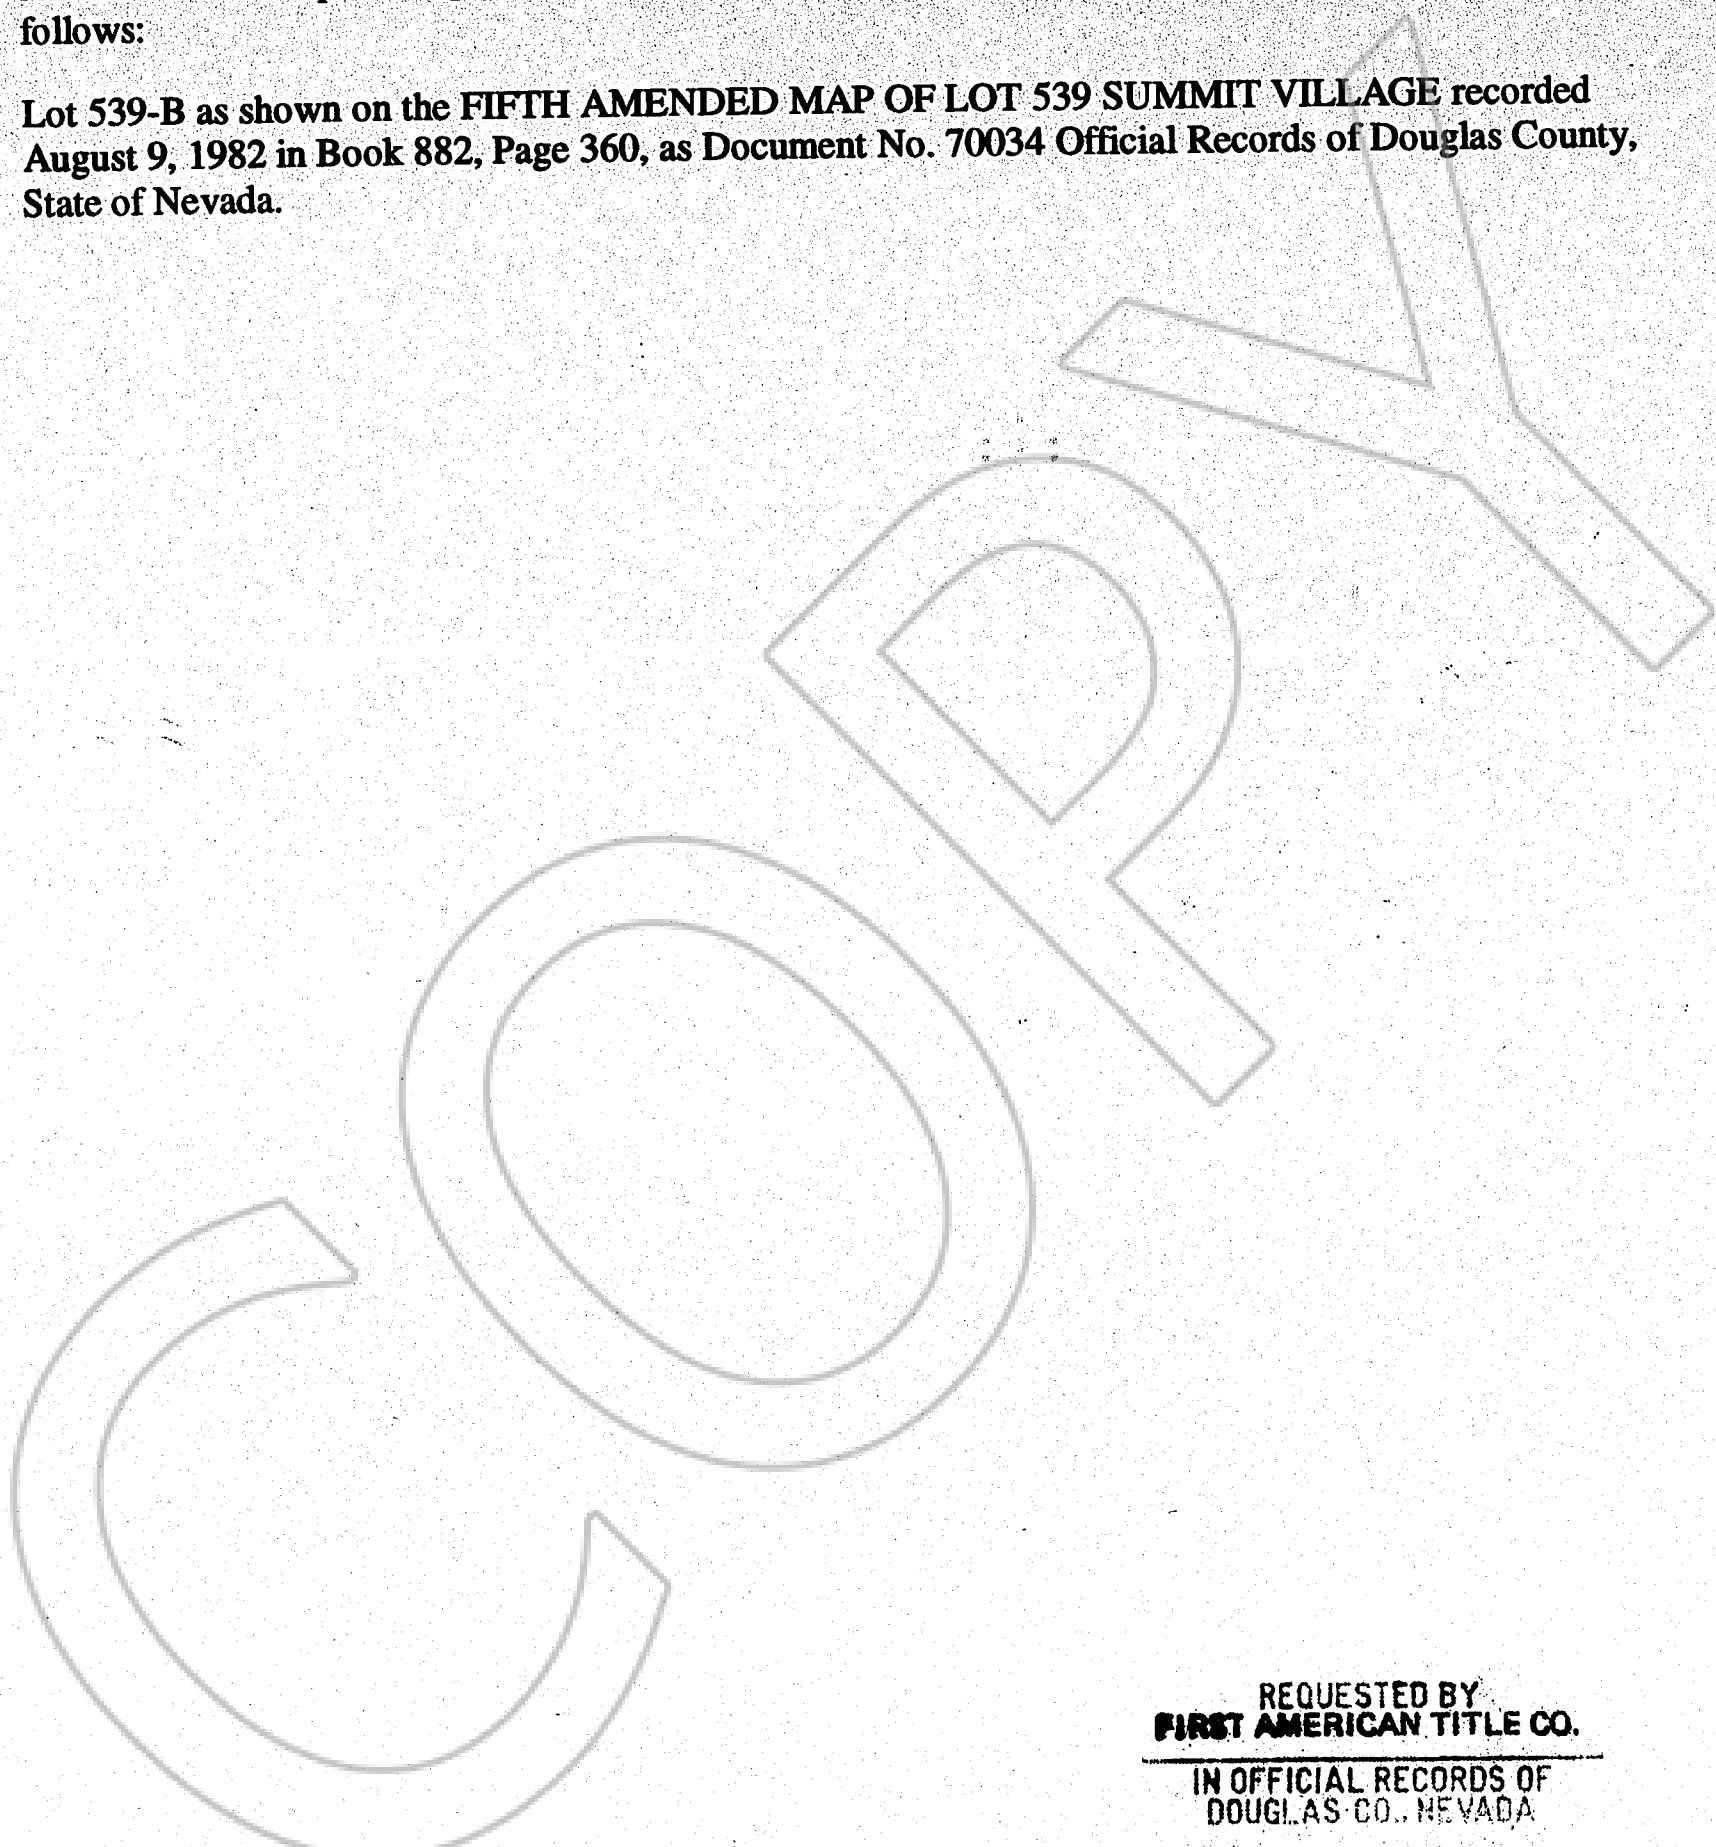 follows:
Lot 539-B as shown on the FIFTH AMENDED MAP OF LOT 539 SUMMIT VILLAGE recorded
August 9, 1982 in Book 882, Page 360, as Document No. 70034 Official Records of Douglas County,
State of Nevada.
COPY
REQUESTED BY
FIRST AMERICAN TITLE CO.
IN OFFICIAL RECORDS OF
DOUGLAS CO., NEVADA